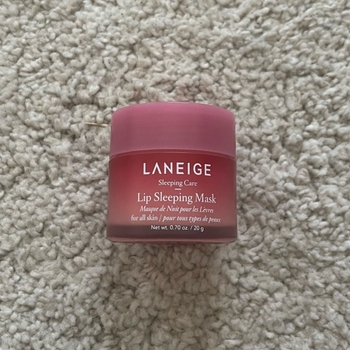 LANEIGE
Sleeping Care
Lip Sleeping Mask
Masque de Nuit pour les Lèvres
for all skin / pour tous types de peaux
Net wt. 0.70 oz. / 20 g